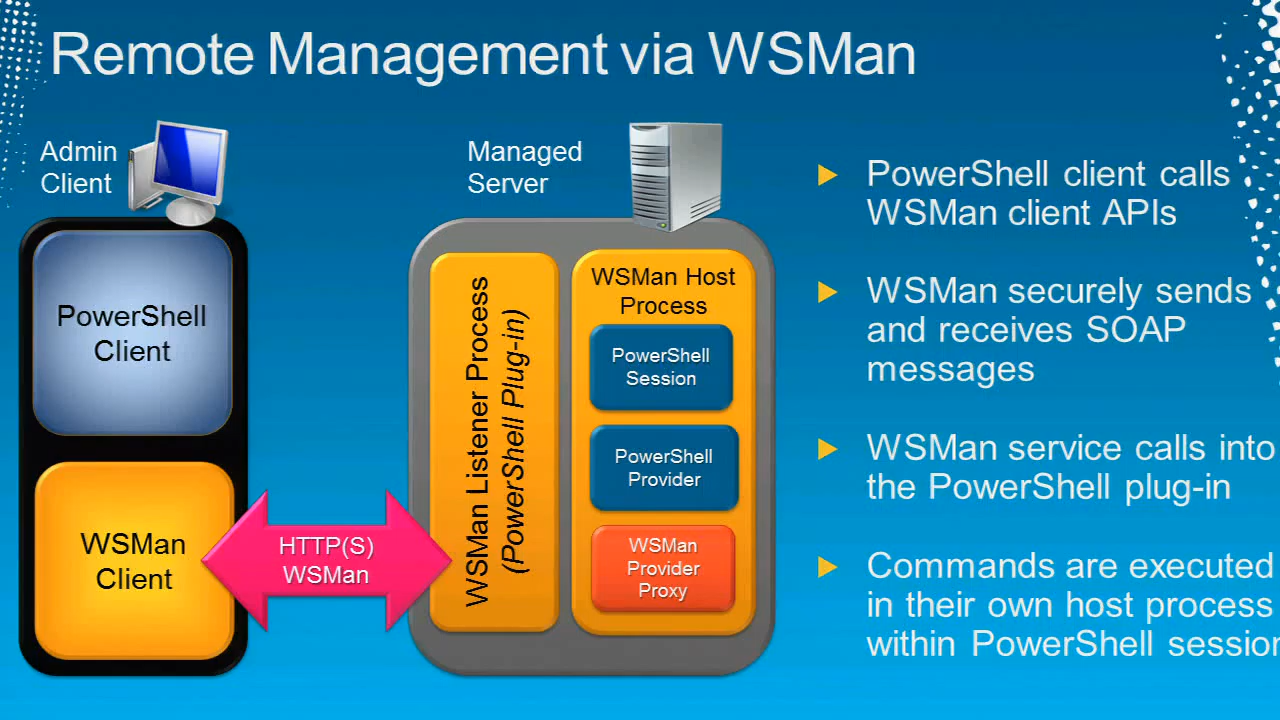 Remote Management via WSMan
Admin
Client
PowerShell
Client
WSMan
Client
HTTP(S)
WSMan
Managed
Server
WSMan Listener Process
(PowerShell Plug-in)
WSMan Host
Process
PowerShell
Session
PowerShell
Provider
WSMan
Provider
Proxy
PowerShell client calls
WSMan client APIs
WSMan securely sends
and receives SOAP
messages
WSMan service calls into
the PowerShell plug-in
Commands are executed
in their own host process
within PowerShell session